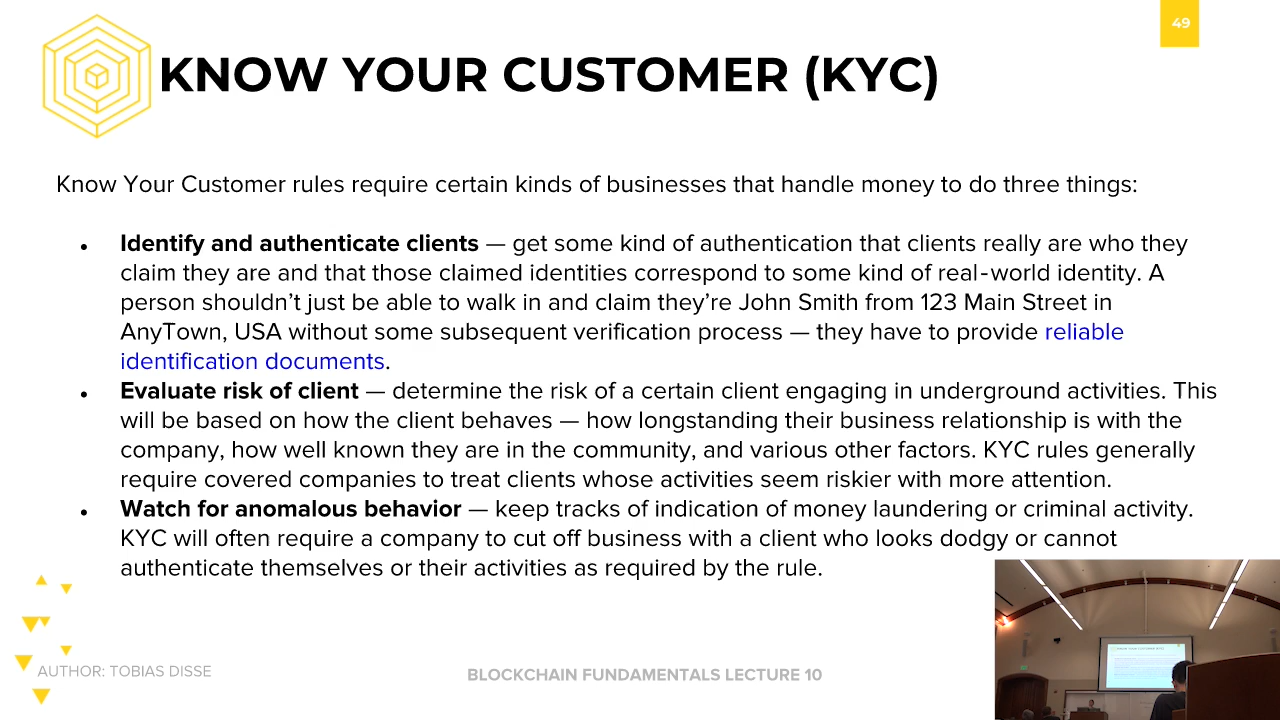 49
KNOW YOUR CUSTOMER (KYC)
Know Your Customer rules require certain kinds of businesses that handle money to do three things:
● Identify and authenticate clients — get some kind of authentication that clients really are who they
claim they are and that those claimed identities correspond to some kind of real-world identity. A
person shouldn’t just be able to walk in and claim they’re John Smith from 123 Main Street in
AnyTown, USA without some subsequent verification process — they have to provide reliable
identification documents.
● Evaluate risk of client — determine the risk of a certain client engaging in underground activities. This
will be based on how the client behaves — how longstanding their business relationship is with the
company, how well known they are in the community, and various other factors. KYC rules generally
require covered companies to treat clients whose activities seem riskier with more attention.
● Watch for anomalous behavior — keep tracks of indication of money laundering or criminal activity.
KYC will often require a company to cut off business with a client who looks dodgy or cannot
authenticate themselves or their activities as required by the rule.
AUTHOR: TOBIAS DISSE
BLOCKCHAIN FUNDAMENTALS LECTURE 10